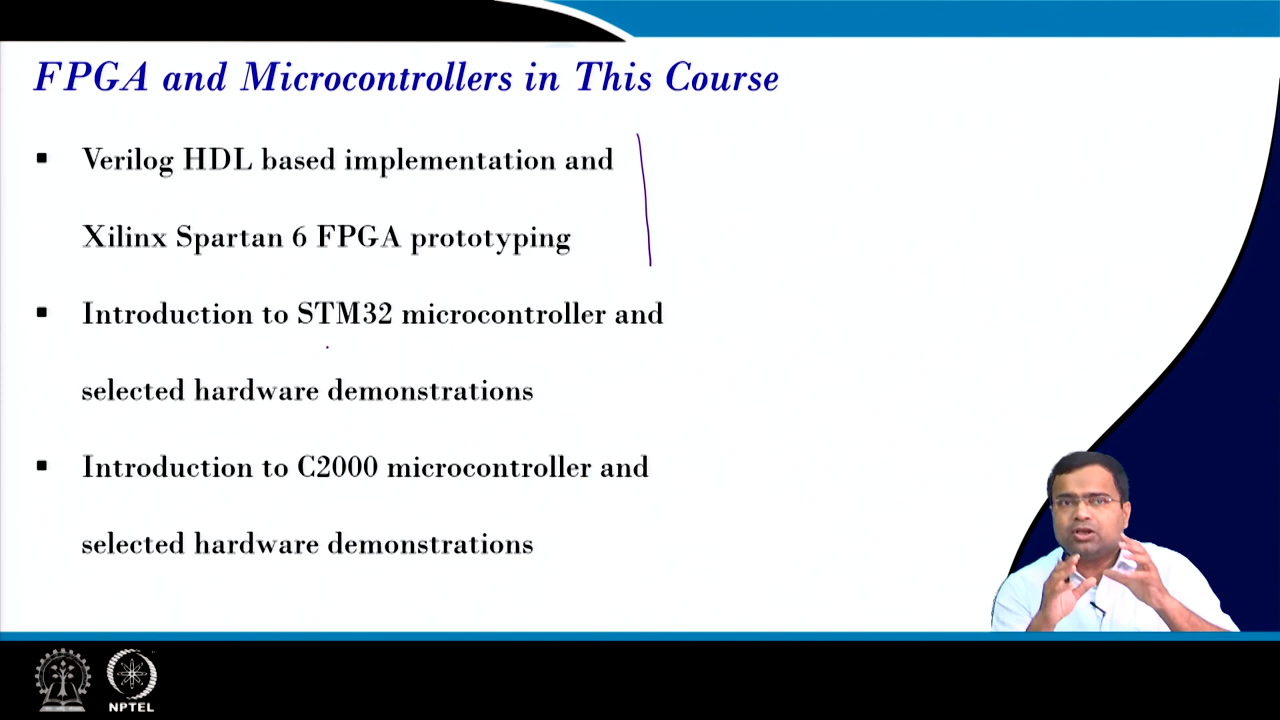 FPGA and Microcontrollers in This Course
▪ Verilog HDL based implementation and
Xilinx Spartan 6 FPGA prototyping
▪ Introduction to STM32 microcontroller and
selected hardware demonstrations
▪ Introduction to C2000 microcontroller and
selected hardware demonstrations
NPTEL